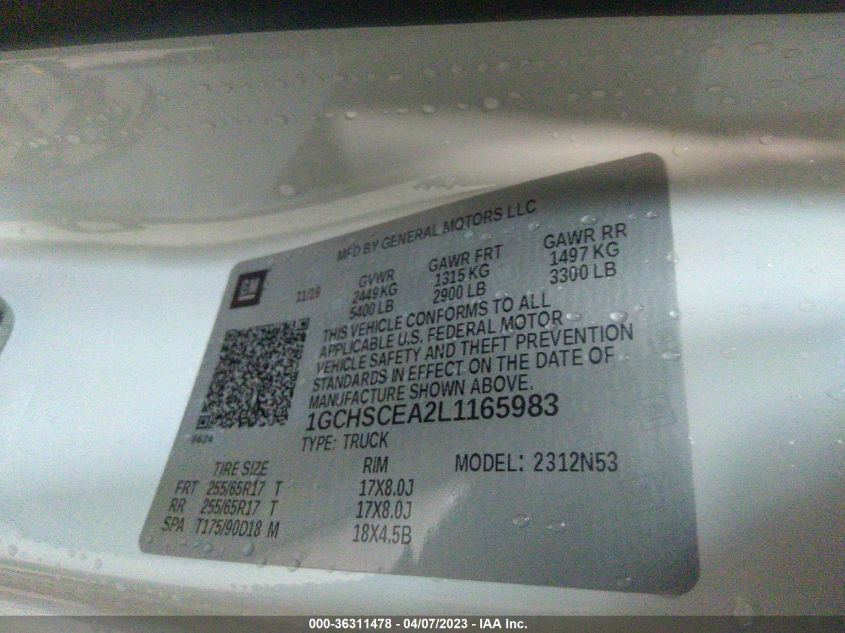 MFD BY GENERAL MOTORS LLC
GM
11/19
GVWR GAWR FRT GAWR RR
2449 KG 1315 KG 1497 KG
5400 LB 2900 LB 3300 LB
THIS VEHICLE CONFORMS TO ALL
APPLICABLE U.S. FEDERAL MOTOR
VEHICLE SAFETY AND THEFT PREVENTION
STANDARDS IN EFFECT ON THE DATE OF
MANUFACTURE SHOWN ABOVE.
1GCHSCEA2L1165983
TYPE: TRUCK
TIRE SIZE RIM MODEL: 2312N53
FRT 255/65R17 T 17X8.0J
RR 255/65R17 T 17X8.0J
SPA T175/90D18 M 18X4.5B
000-36311478 - 04/07/2023 - IAA Inc.